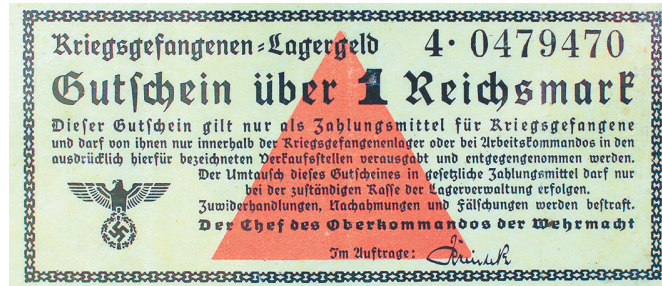 Kriegsgefangenen-Lagergeld 4· 0479470
Gutſchein über 1 Reichsmark
Dieſer Gutſchein gilt nur als Zahlungsmittel für Kriegsgefangene
und darf von ihnen nur innerhalb der Kriegsgefangenenlager oder bei Arbeitskommandos in den
ausdrücklich hierfür bezeichneten Verkaufsſtellen verausgabt und entgegengenommen werden.
Der Umtauſch dieſes Gutſcheines in geſetzliche Zahlungsmittel darf nur
bei der zuſtändigen Kaſſe der Lagerverwaltung erfolgen.
Zuwiderhandlungen, Nachahmungen und Fälſchungen werden beſtraft.
Der Chef des Oberkommandos der Wehrmacht
Im Auftrage: